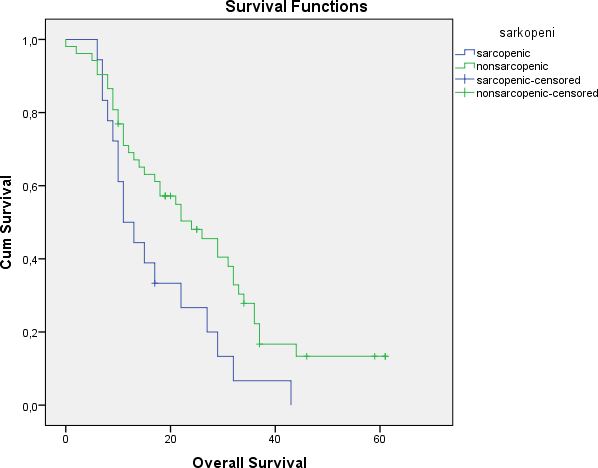 Survival Functions
sarkopeni
sarcopenic
nonsarcopenic
sarcopenic-censored
nonsarcopenic-censored
Cum Survival
1,0
0,8
0,6
0,4
0,2
0,0
0 20 40 60
Overall Survival